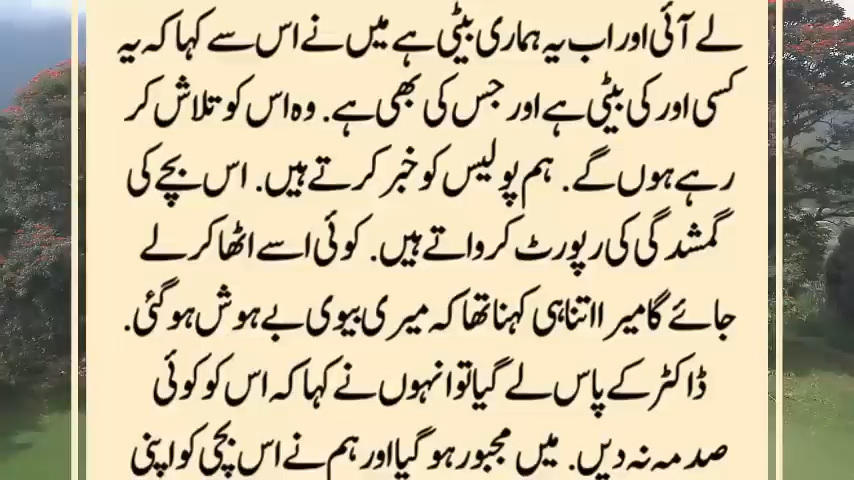 لے آئی اور اب یہ ہماری بیٹی ہے میں نے اس سے کہا کہ یہ
کسی اور کی بیٹی ہے اور جس کی بھی ہے. وہ اس کو تلاش کر
رہے ہوں گے. ہم پولیس کو خبر کرتے ہیں. اس بچے کی
گمشدگی کی رپورٹ کرواتے ہیں. کوئی اسے اٹھا کر لے
جائے گا میرا اتنا ہی کہنا تھا کہ میری بیوی بے ہوش ہو گئی.
ڈاکٹر کے پاس لے گیا تو انہوں نے کہا کہ اس کو کوئی
صدمہ نہ دیں. میں مجبور ہو گیا اور ہم نے اس بچی کو اپنی